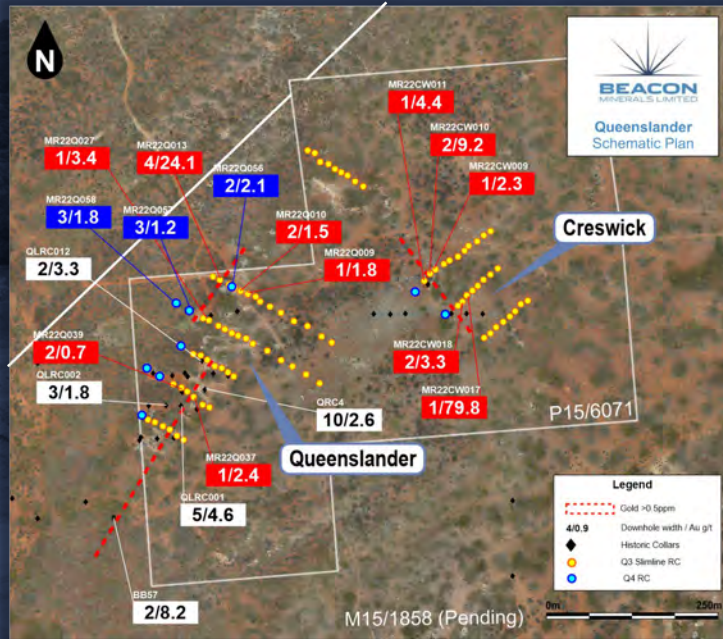 N
BEACON
MINERALS LIMITED
Queenslander
Schematic Plan
MR22CW011
1/4.4
MR22CW010
2/9.2
MR22CW009
1/2.3
MR22Q027
1/3.4
MR22Q013
4/24.1
MR22Q056
2/2.1
MR22Q058
3/1.8
MR22Q057
3/1.2
MR22Q010
2/1.5
MR22Q009
1/1.8
QLRC012
2/3.3
Creswick
MR22Q039
2/0.7
MR22CW018
2/3.3
QLRC002
3/1.8
MR22CW017
1/79.8
QRC4
10/2.6
P15/6071
Queenslander
MR22Q037
1/2.4
QLRC001
5/4.6
BB57
2/8.2
M15/1858 (Pending)
Legend
Gold >0.5ppm
4/0.9 Downhole width / Au g/t
Historic Collars
Q3 Slimline RC
Q4 RC
0m 250m